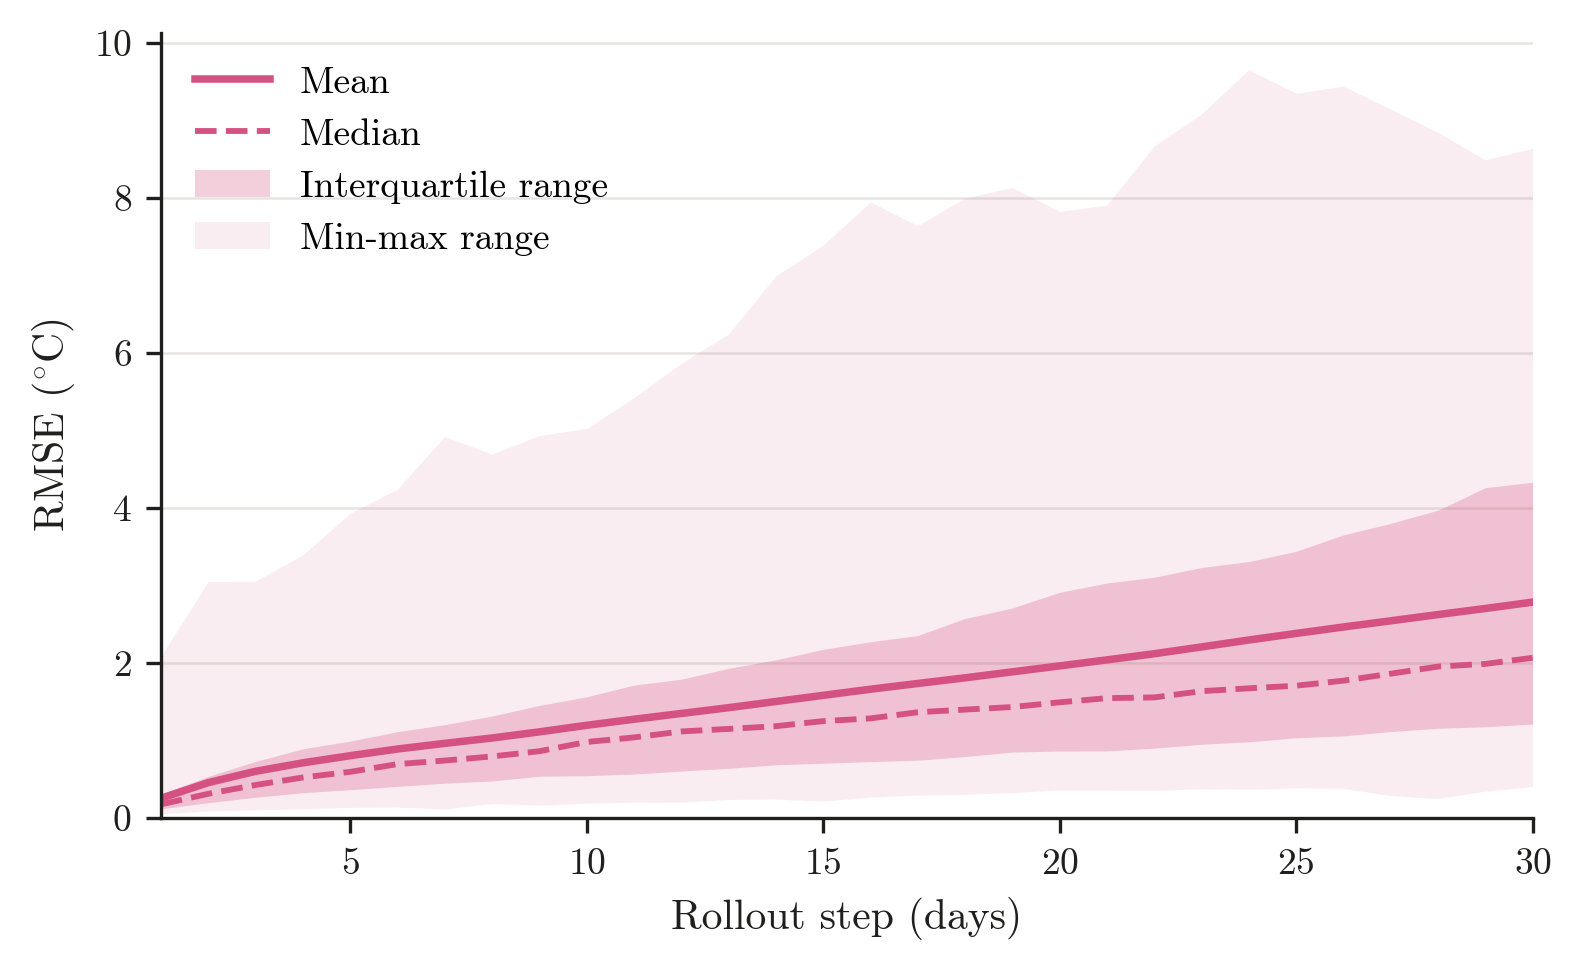 10
8
6
4
2
0
RMSE (°C)
Mean
Median
Interquartile range
Min-max range
5
10
15
20
25
30
Rollout step (days)